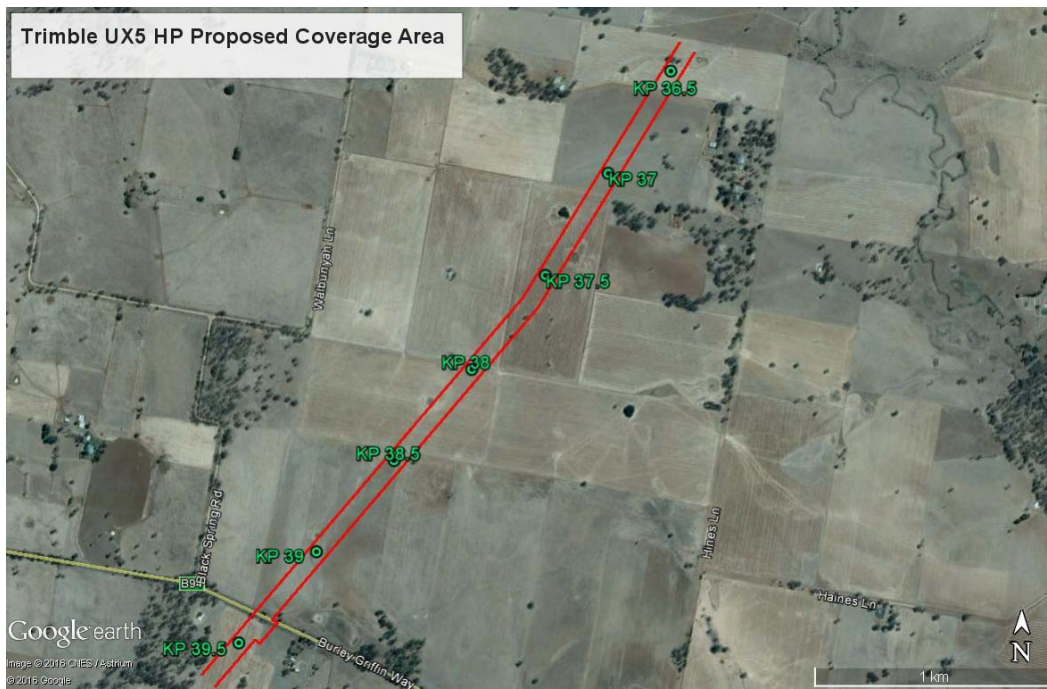 Trimble UX5 HP Proposed Coverage Area
KP 36.5
KP 37
Walbunyah Ln
KP 37.5
KP 38
KP 38.5
Black Spring Rd
Hines Ln
KP 39
B94
Haines Ln
Google earth
KP 39.5
Burley Griffin Way
N
Image © 2016 CNES / Astrium
© 2016 Google
1 km